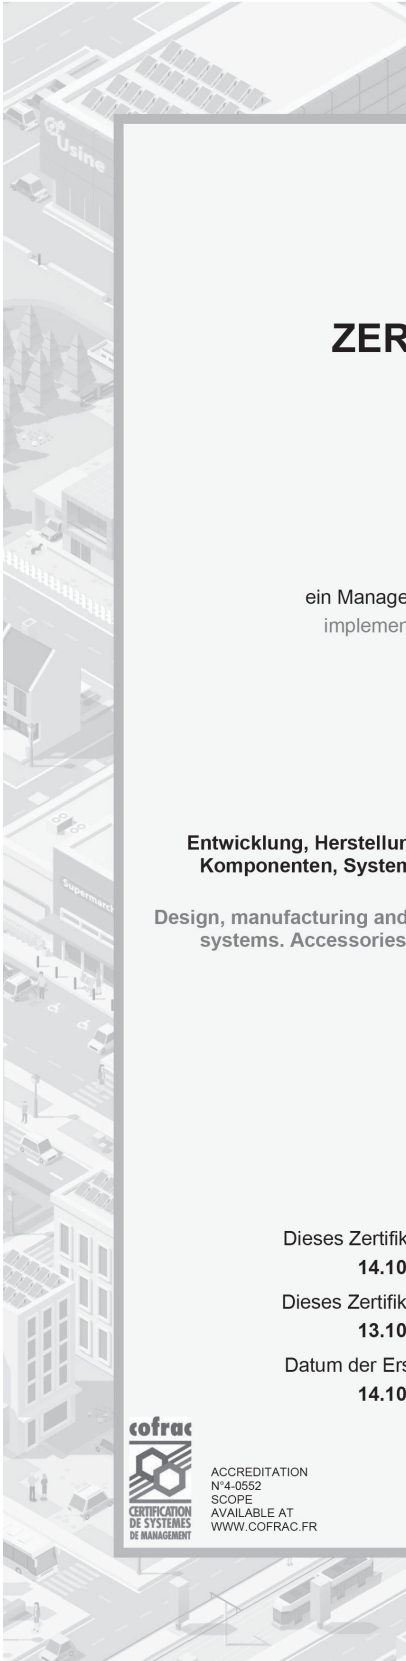 Usine
ZER
ein Manage
implemen
Entwicklung, Herstellur
Komponenten, System
Supermarch
Design, manufacturing and
systems. Accessories
Dieses Zertifik
14.10
Dieses Zertifik
13.10
Datum der Ers
14.10
cofrac
CERTIFICATION
DE SYSTEMES
DE MANAGEMENT
ACCREDITATION
N°4-0552
SCOPE
AVAILABLE AT
WWW.COFRAC.FR